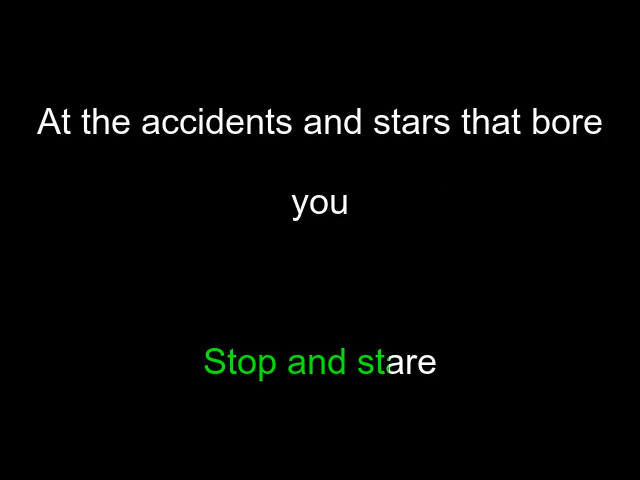 At the accidents and stars that bore
you
Stop and stare